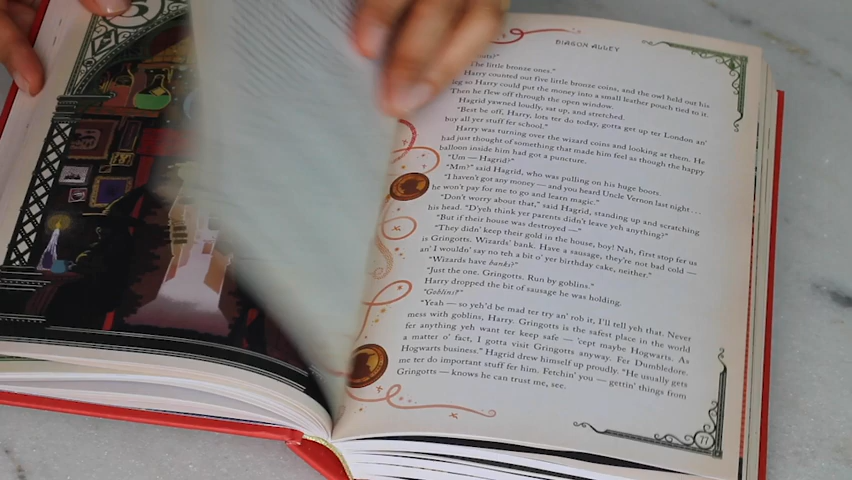 DIAGON ALLEY
"The little bronze ones."
Harry counted out five little bronze coins, and the owl held out his
leg so Harry could put the money into a small leather pouch tied to it.
Then he flew off through the open window.
Hagrid yawned loudly, sat up, and stretched.
"Best be off, Harry, lots ter do today, gotta get up ter London an'
buy all yer stuff fer school."
Harry was turning over the wizard coins and looking at them. He
had just thought of something that made him feel as though the happy
balloon inside him had got a puncture.
"Um — Hagrid?"
"Mm?" said Hagrid, who was pulling on his huge boots.
"I haven't got any money — and you heard Uncle Vernon last night ...
he won't pay for me to go and learn magic."
"Don't worry about that," said Hagrid, standing up and scratching
his head. "D'yeh think yer parents didn't leave yeh anything?"
"But if their house was destroyed —"
"They didn' keep their gold in the house, boy! Nah, first stop fer us
is Gringotts. Wizards' bank. Have a sausage, they're not bad cold —
an' I wouldn' say no teh a bit o' yer birthday cake, neither."
"Wizards have banks?"
"Just the one. Gringotts. Run by goblins."
Harry dropped the bit of sausage he was holding.
"Goblins?"
"Yeah — so yeh'd be mad ter try an' rob it, I'll tell yeh that. Never
mess with goblins, Harry. Gringotts is the safest place in the world
fer anything yeh want ter keep safe — 'cept maybe Hogwarts. As
a matter o' fact, I gotta visit Gringotts anyway. Fer Dumbledore.
Hogwarts business." Hagrid drew himself up proudly. "He usually gets
me ter do important stuff fer him. Fetchin' you — gettin' things from
Gringotts — knows he can trust me, see.
77